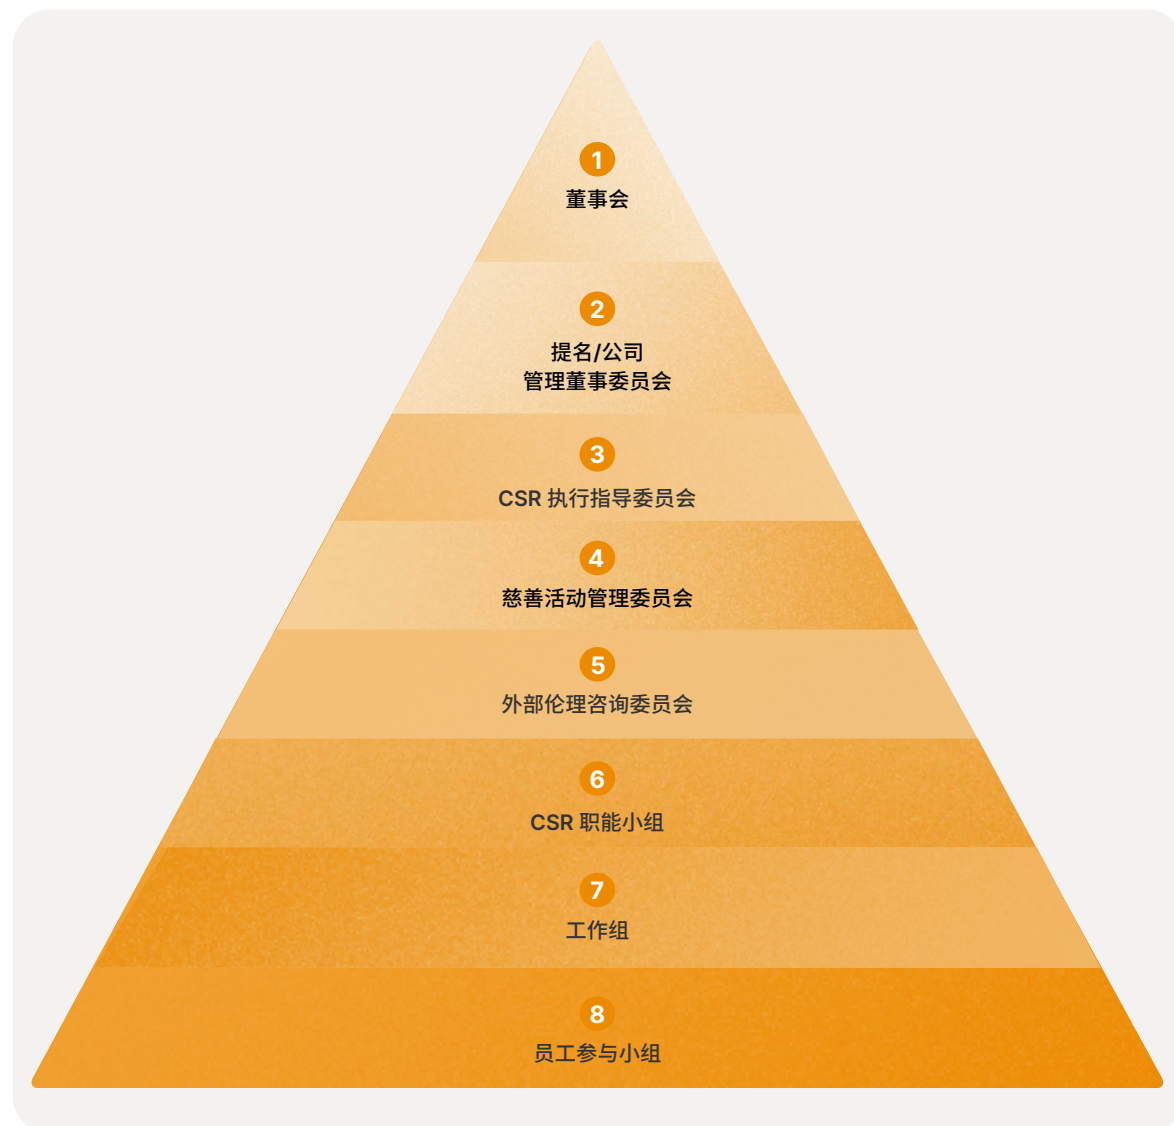 1
董事会
2
提名/公司
管理董事委员会
3
CSR 执行指导委员会
4
慈善活动管理委员会
5
外部伦理咨询委员会
6
CSR 职能小组
7
工作组
8
员工参与小组